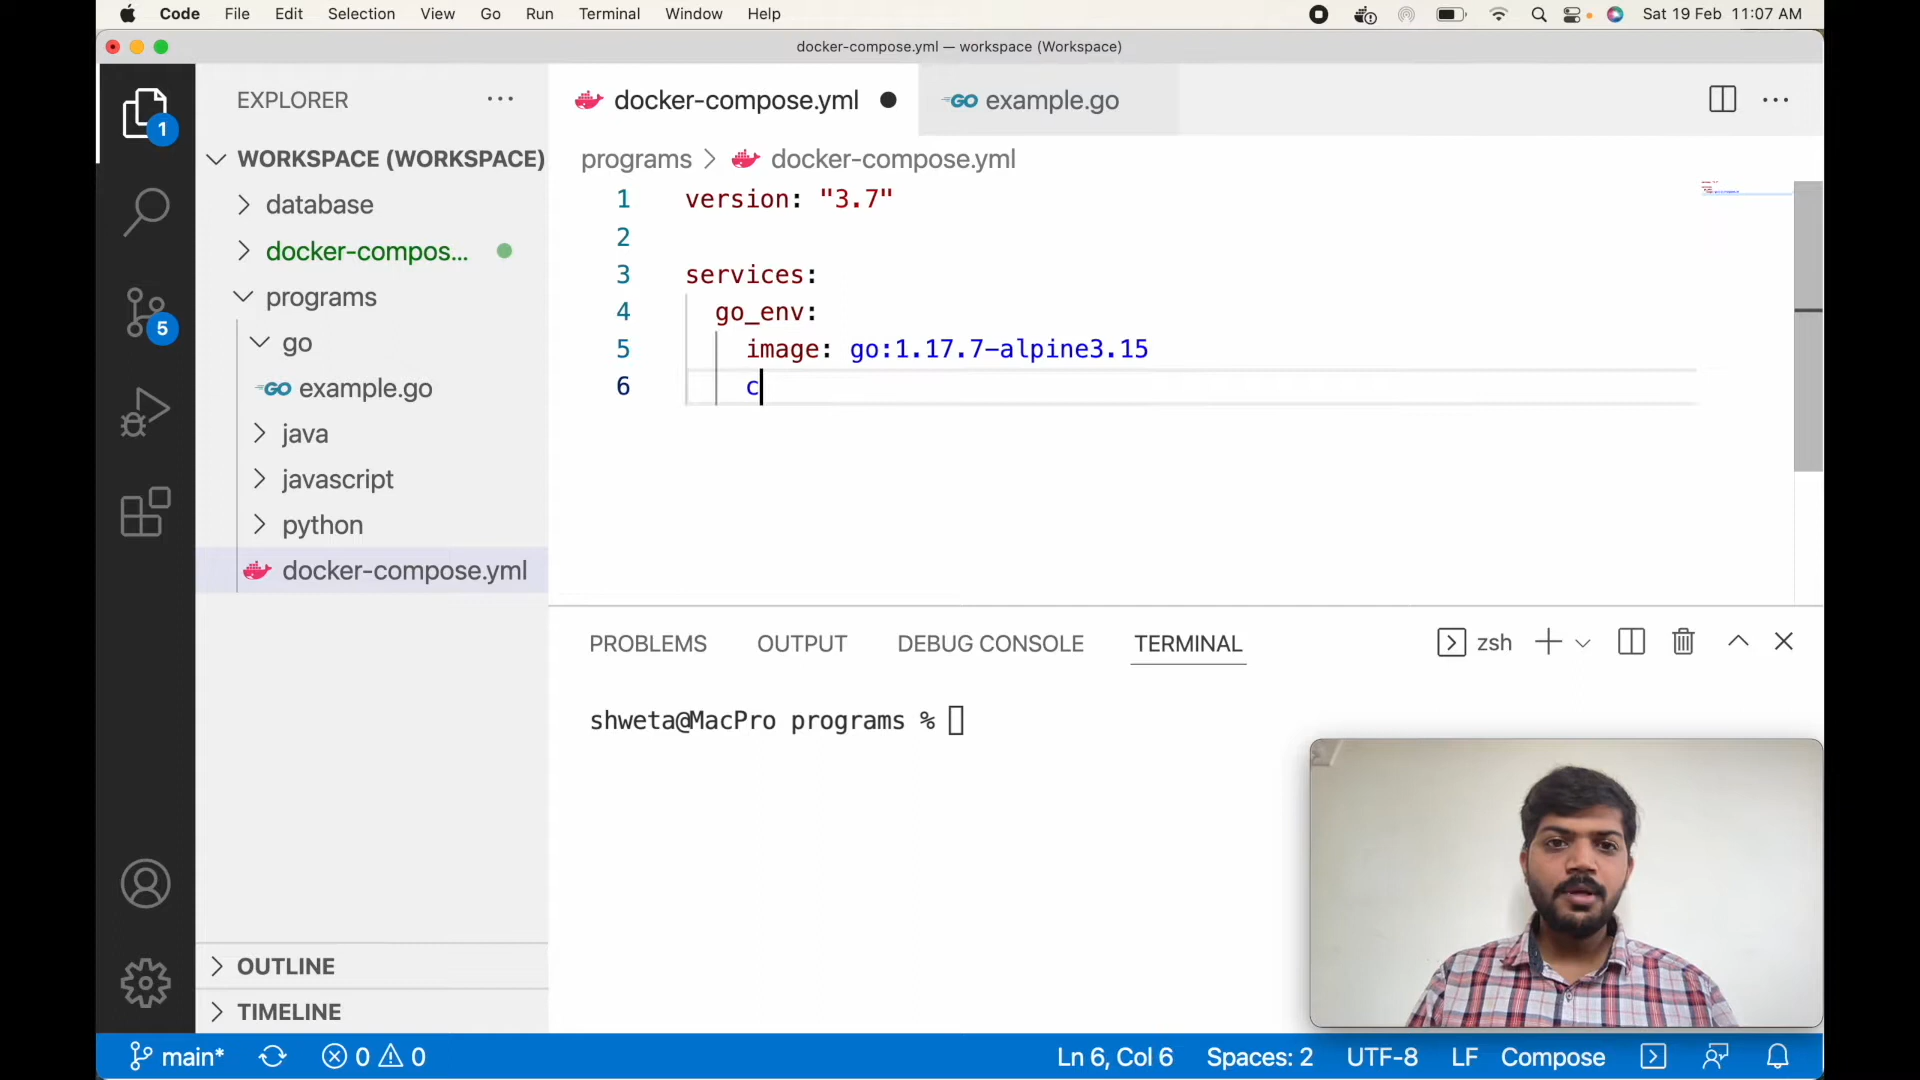 Code File Edit Selection View Go Run Terminal Window Help Sat 19 Feb 11:07 AM
docker-compose.yml — workspace (Workspace)
EXPLORER ···
docker-compose.yml
GO example.go
···
1
WORKSPACE (WORKSPACE)
programs > docker-compose.yml
database
docker-compos...
programs
go
GO example.go
java
javascript
python
docker-compose.yml
5
1 version: "3.7"
2
3 services:
4 go_env:
5 image: go:1.17.7-alpine3.15
6 c
PROBLEMS OUTPUT DEBUG CONSOLE TERMINAL zsh
shweta@MacPro programs %
OUTLINE
TIMELINE
main* 0 0 Ln 6, Col 6 Spaces: 2 UTF-8 LF Compose